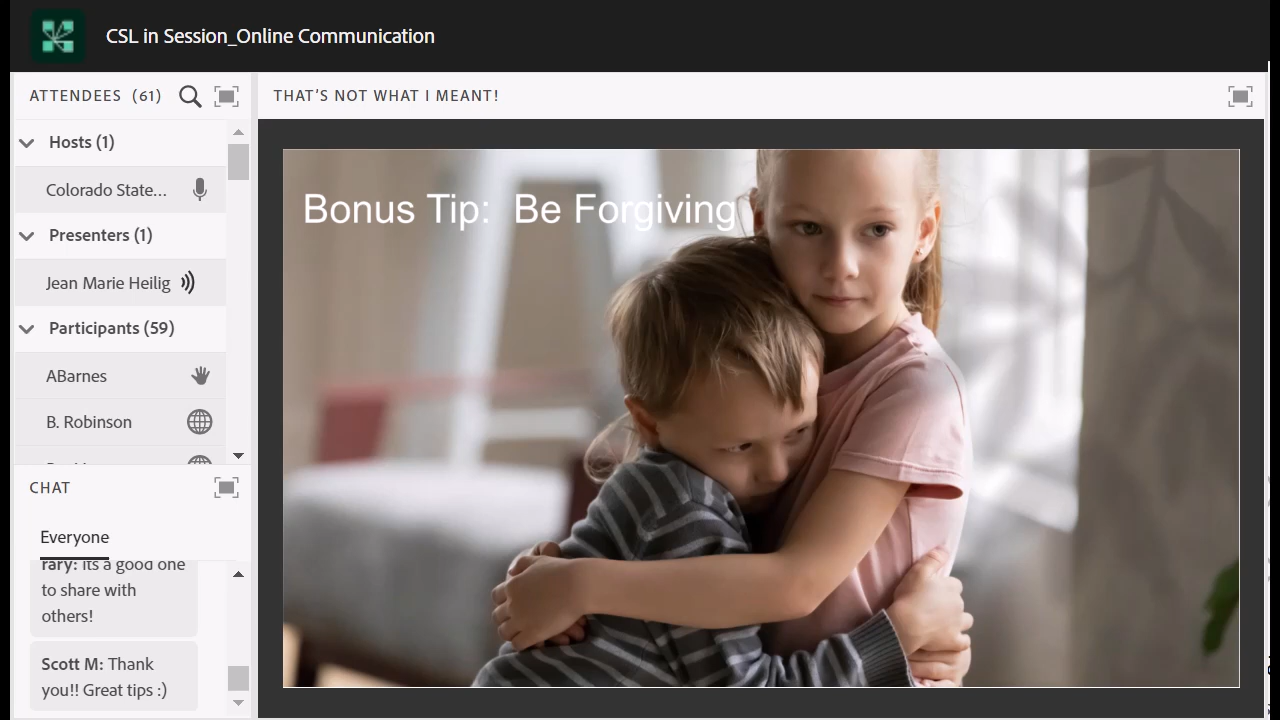 CSL in Session_Online Communication
ATTENDEES (61)
Hosts (1)
Colorado State...
Presenters (1)
Jean Marie Heilig
Participants (59)
ABarnes
B. Robinson
CHAT
Everyone
rary: Its a good one
to share with
others!
Scott M: Thank
you!! Great tips :)
THAT'S NOT WHAT I MEANT!
Bonus Tip: Be Forgiving